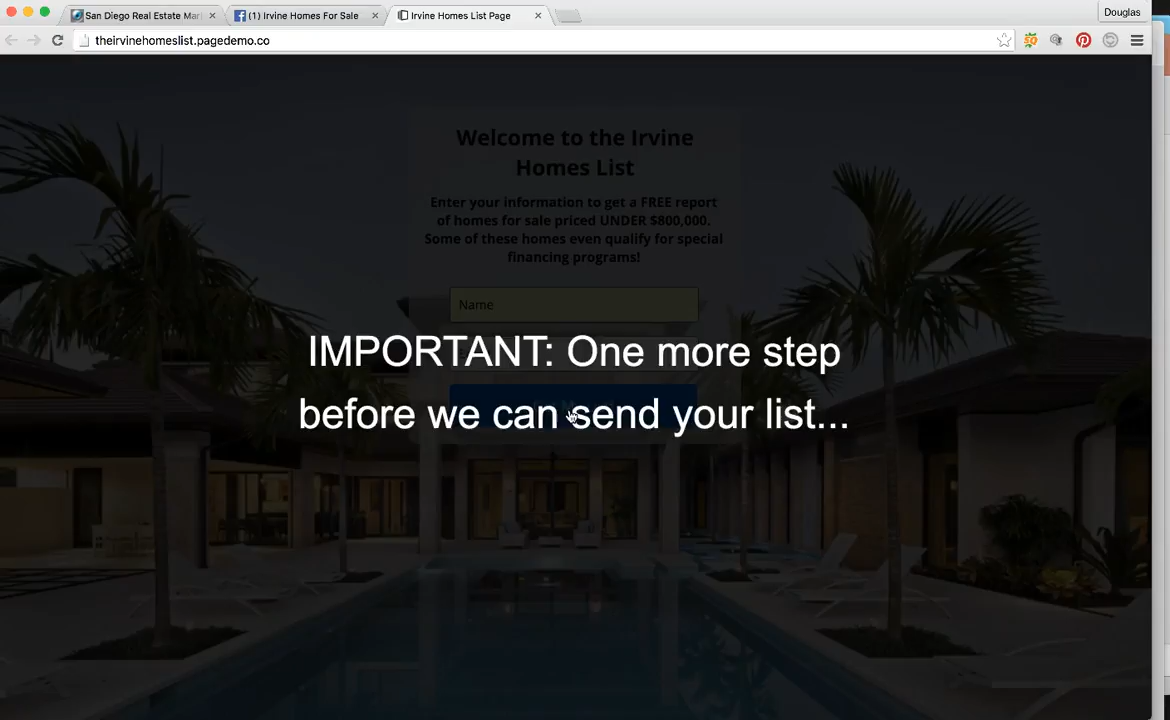 San Diego Real Estate Mar
(1) Irvine Homes For Sale
Irvine Homes List Page
Douglas
theirvinehomeslist.pagedemo.co
Welcome to the Irvine
Homes List
Enter your information to get a FREE report
of homes for sale priced UNDER $800,000.
Some of these homes even qualify for special
financing programs!
Name
IMPORTANT: One more step
before we can send your list...